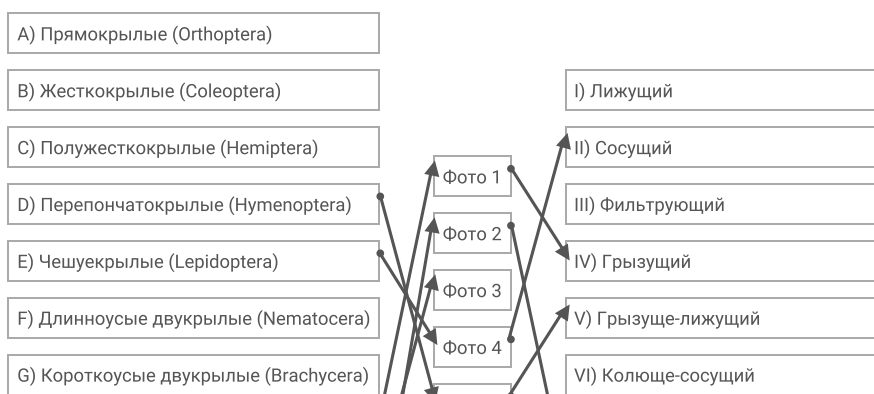 A) Прямокрылые (Orthoptera)
B) Жесткокрылые (Coleoptera)
C) Полужесткокрылые (Hemiptera)
D) Перепончатокрылые (Hymenoptera)
E) Чешуекрылые (Lepidoptera)
F) Длинноусые двукрылые (Nematocera)
G) Короткоусые двукрылые (Brachycera)
Фото 1
Фото 2
Фото 3
Фото 4
I) Лижущий
II) Сосущий
III) Фильтрующий
IV) Грызущий
V) Грызуще-лижущий
VI) Колюще-сосущий